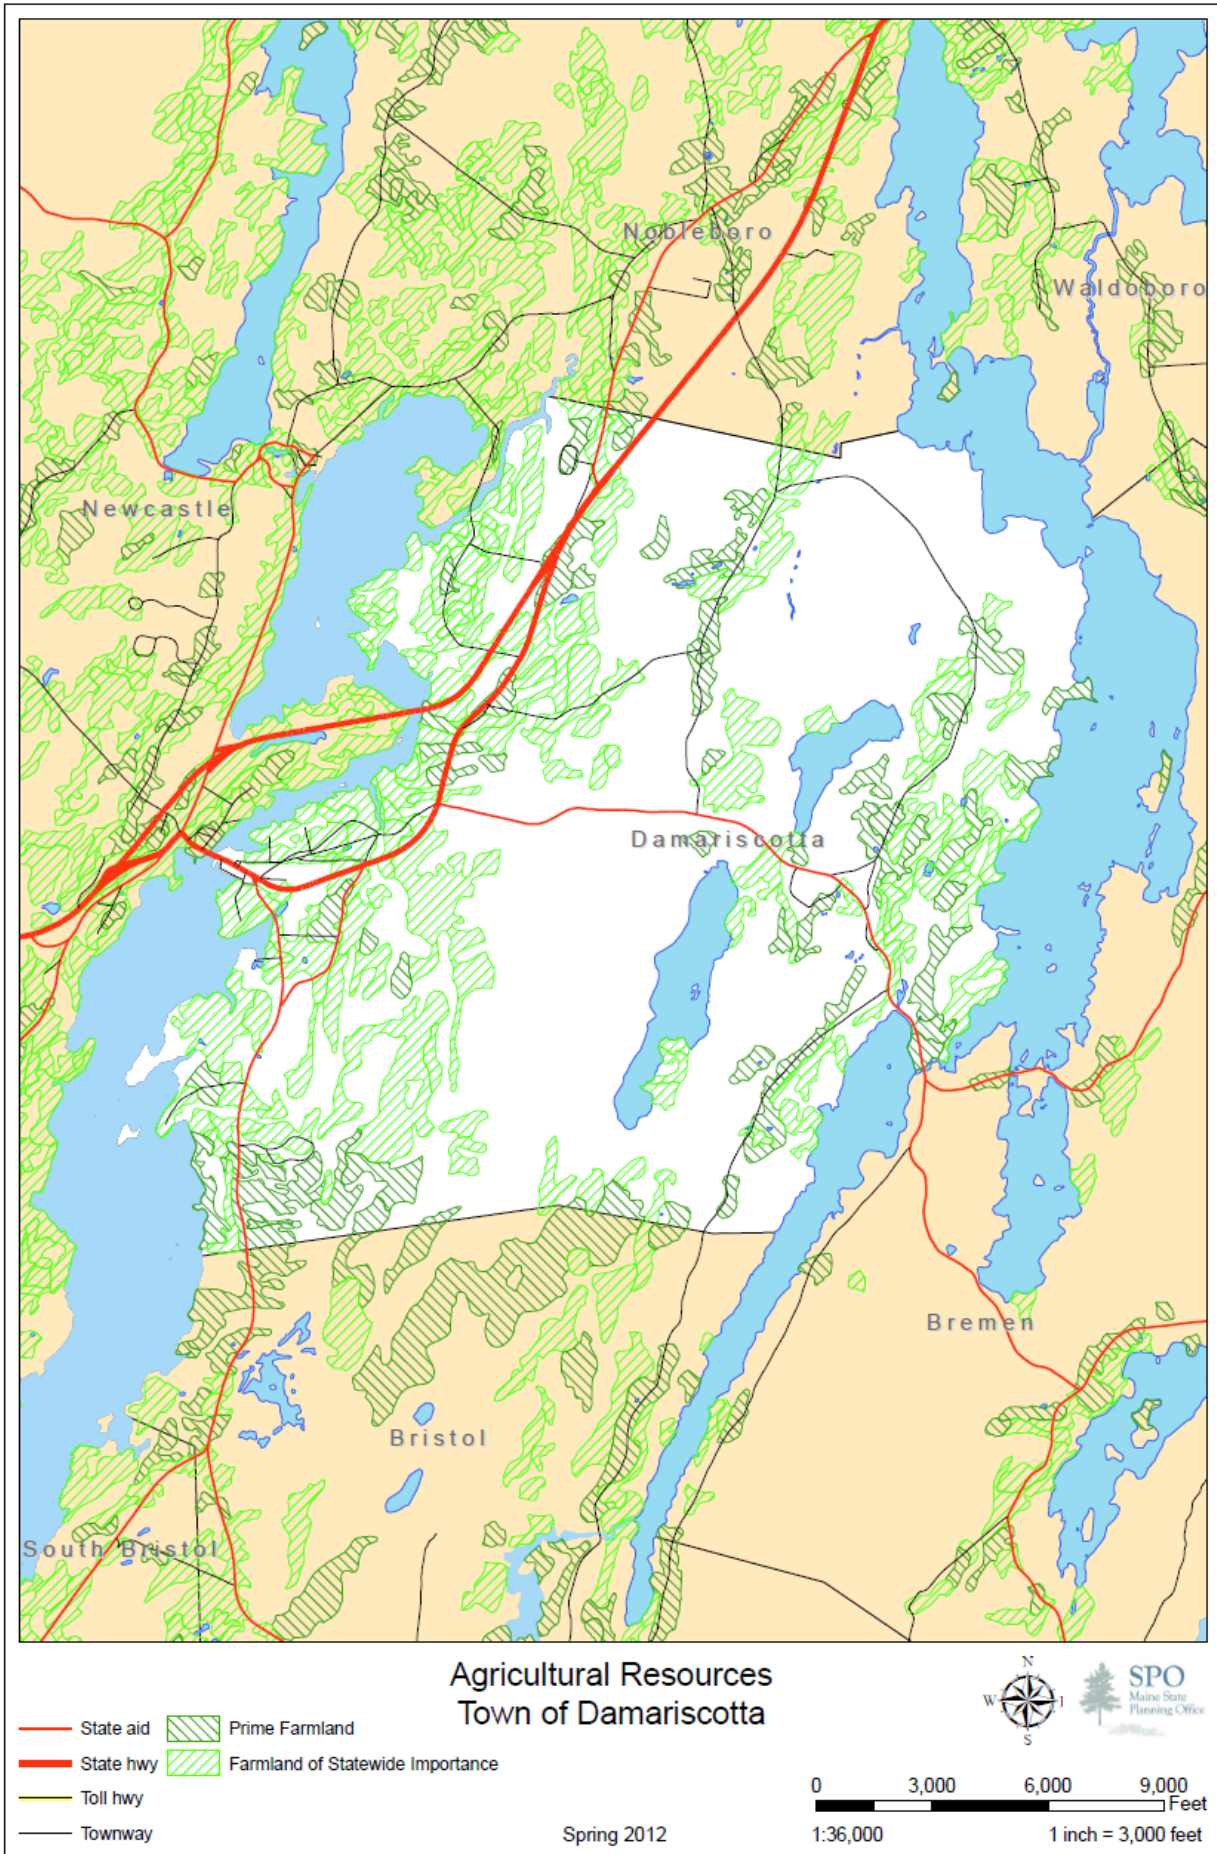 Nobleboro
Waldoboro
Newcastle
Damariscotta
Bremen
Bristol
South Bristol
Agricultural Resources
Town of Damariscotta
N
W
S
SPO
Maine State
Planning Office
State aid
Prime Farmland
State hwy
Farmland of Statewide Importance
Toll hwy
Townway
0 3,000 6,000 9,000
Feet
Spring 2012
1:36,000
1 inch = 3,000 feet